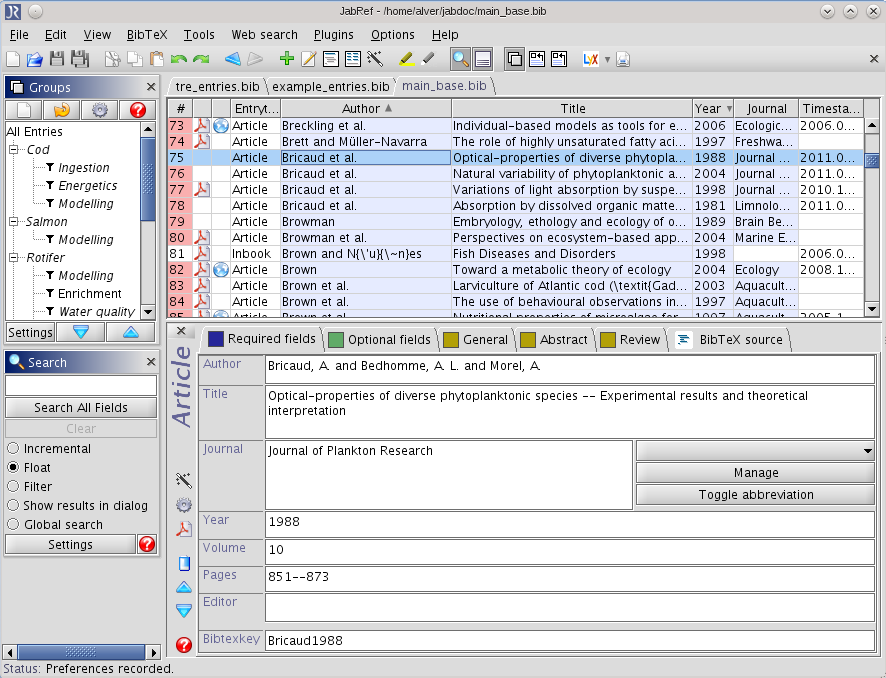 JabRef - /home/alver/jabdoc/main_base.bib
File Edit View BibTeX Tools Web search Plugins Options Help
Groups
All Entries
Cod
Ingestion
Energetics
Modelling
Salmon
Modelling
Rotifer
Modelling
Enrichment
Water quality
Settings
Search
Search All Fields
Clear
Incremental
Float
Filter
Show results in dialog
Global search
Settings
tre_entries.bib example_entries.bib main_base.bib
# Entryt... Author Title Year Journal Timesta...
73 Article Breckling et al. Individual-based models as tools for e... 2006 Ecologic... 2006.0...
74 Article Brett and Müller-Navarra The role of highly unsaturated fatty aci... 1997 Freshwa...
75 Article Bricaud et al. Optical-properties of diverse phytopla... 1988 Journal ... 2011.0...
76 Article Bricaud et al. Natural variability of phytoplanktonic a... 2004 Journal ... 2011.0...
77 Article Bricaud et al. Variations of light absorption by suspe... 1998 Journal ... 2010.1...
78 Article Bricaud et al. Absorption by dissolved organic matte... 1981 Limnolo... 2011.0...
79 Article Browman Embryology, ethology and ecology of o... 1989 Brain Be...
80 Article Browman et al. Perspectives on ecosystem-based app... 2004 Marine E...
81 Inbook Brown and N{\'u}{\~n}es Fish Diseases and Disorders 1998 2006.0...
82 Article Brown Toward a metabolic theory of ecology 2004 Ecology 2008.1...
83 Article Brown et al. Larviculture of Atlantic cod (\textit{Gad... 2003 Aquacult...
84 Article Brown et al. The use of behavioural observations in... 1997 Aquacult...
85 Article Brown et al. Nutritional properties of microalgae for... 1997 Aquacult... 2005.1...
Article
Required fields Optional fields General Abstract Review BibTeX source
Author Bricaud, A. and Bedhomme, A. L. and Morel, A.
Title Optical-properties of diverse phytoplanktonic species -- Experimental results and theoretical
interpretation
Journal Journal of Plankton Research
Manage
Toggle abbreviation
Year 1988
Volume 10
Pages 851--873
Editor
Bibtexkey Bricaud1988
Status: Preferences recorded.